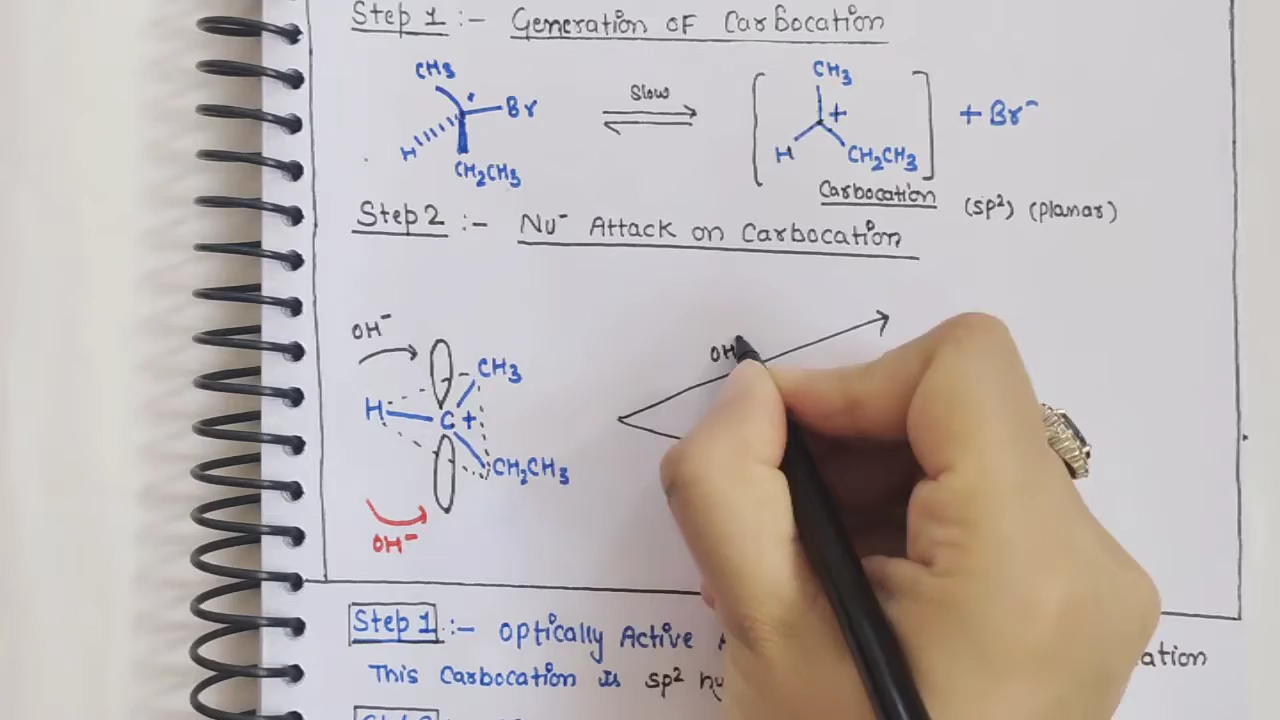 Step 1 :- Generation of Carbocation
CH₃
Br
H
CH₂CH₃
Slow
CH₃
+
H
CH₂CH₃
+ Br⁻
Carbocation (sp²) (planar)
Step 2 :- Nu⁻ Attack on Carbocation
OH⁻
CH₃
H
C+
CH₂CH₃
OH⁻
OH
Step 1 :- Optically Active
This Carbocation is sp²